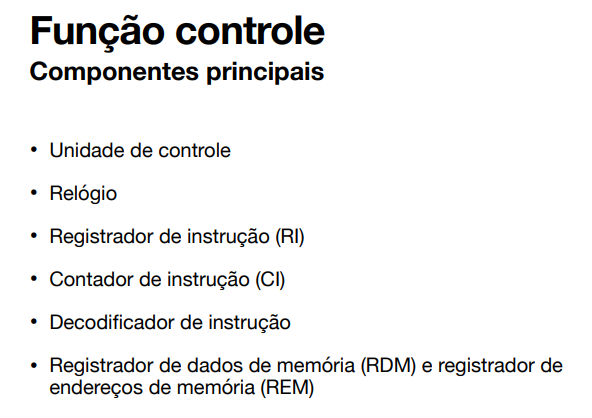 Função controle
Componentes principais
• Unidade de controle
• Relógio
• Registrador de instrução (RI)
• Contador de instrução (CI)
• Decodificador de instrução
• Registrador de dados de memória (RDM) e registrador de
endereços de memória (REM)